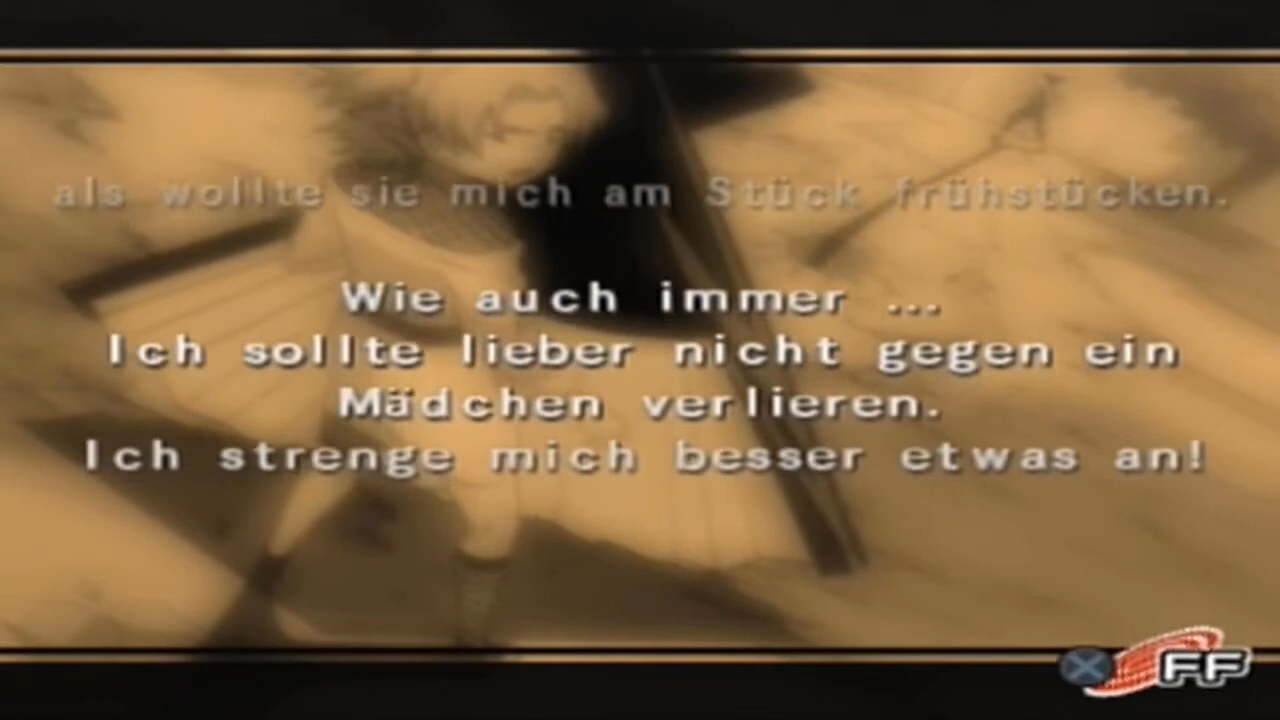 als wollte sie mich am Stück frühstücken.
Wie auch immer ...
Ich sollte lieber nicht gegen ein
Mädchen verlieren.
Ich strenge mich besser etwas an!
FF